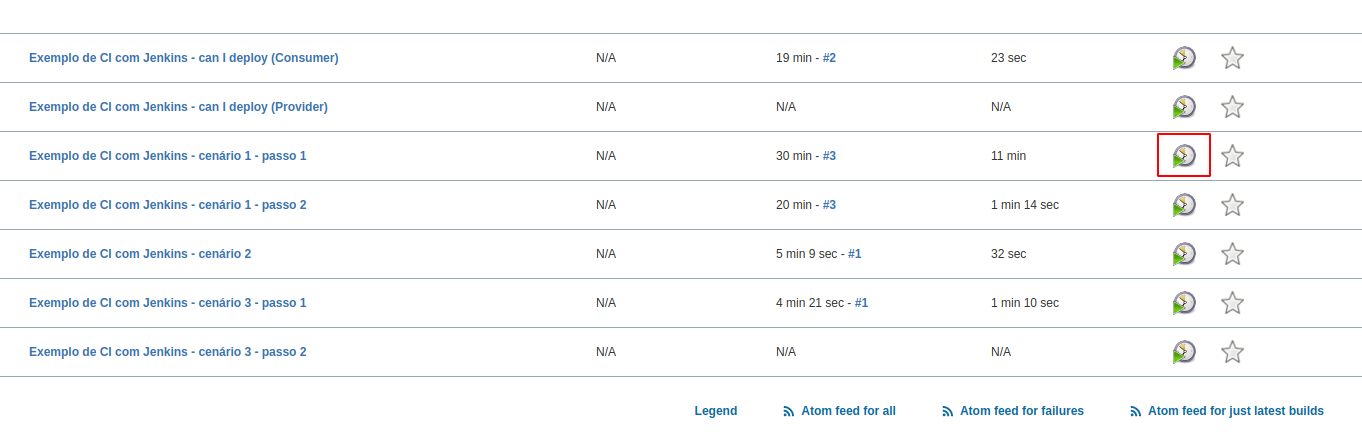 Exemplo de CI com Jenkins - can I deploy (Consumer) N/A 19 min - #2 23 sec
Exemplo de CI com Jenkins - can I deploy (Provider) N/A N/A N/A
Exemplo de CI com Jenkins - cenário 1 - passo 1 N/A 30 min - #3 11 min
Exemplo de CI com Jenkins - cenário 1 - passo 2 N/A 20 min - #3 1 min 14 sec
Exemplo de CI com Jenkins - cenário 2 N/A 5 min 9 sec - #1 32 sec
Exemplo de CI com Jenkins - cenário 3 - passo 1 N/A 4 min 21 sec - #1 1 min 10 sec
Exemplo de CI com Jenkins - cenário 3 - passo 2 N/A N/A N/A
Legend Atom feed for all Atom feed for failures Atom feed for just latest builds